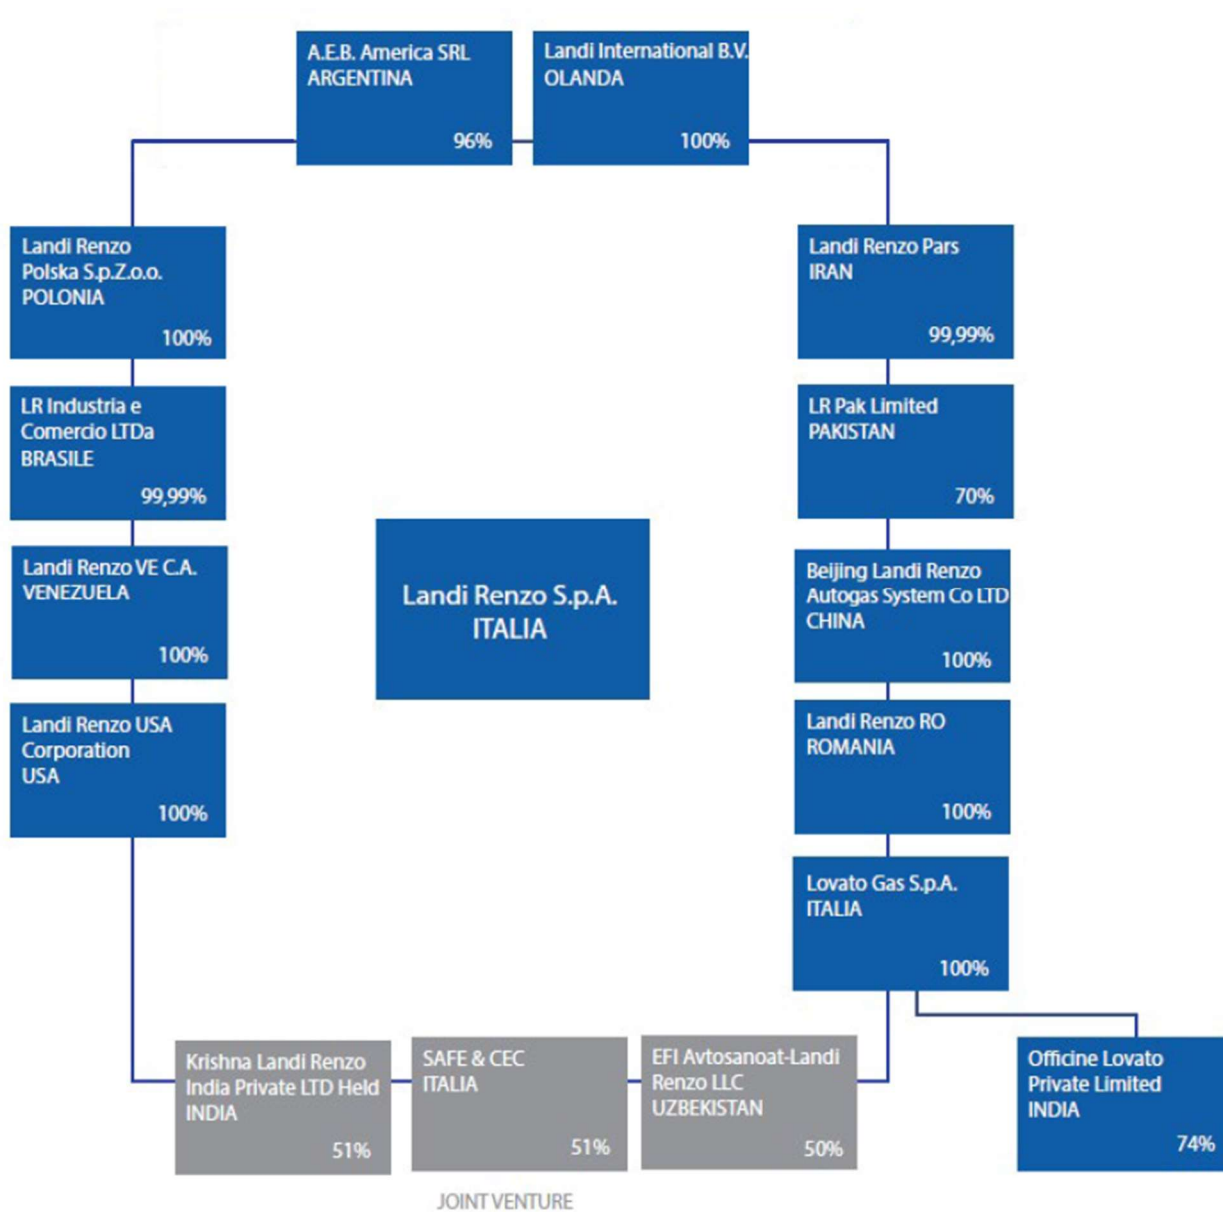 A.E.B. America SRL
ARGENTINA
96%
Landi International B.V.
OLANDA
100%
Landi Renzo
Polska S.p.Z.o.o.
POLONIA
100%
Landi Renzo Pars
IRAN
99,99%
LR Industria e
Comercio LTDa
BRASILE
99,99%
LR Pak Limited
PAKISTAN
70%
Landi Renzo S.p.A.
ITALIA
Landi Renzo VE C.A.
VENEZUELA
100%
Beijing Landi Renzo
Autogas System Co LTD
CHINA
100%
Landi Renzo USA
Corporation
USA
100%
Landi Renzo RO
ROMANIA
100%
Lovato Gas S.p.A.
ITALIA
100%
Krishna Landi Renzo
India Private LTD Held
INDIA
51%
SAFE & CEC
ITALIA
51%
EFI Avtosanoat-Landi
Renzo LLC
UZBEKISTAN
50%
Officine Lovato
Private Limited
INDIA
74%
JOINT VENTURE